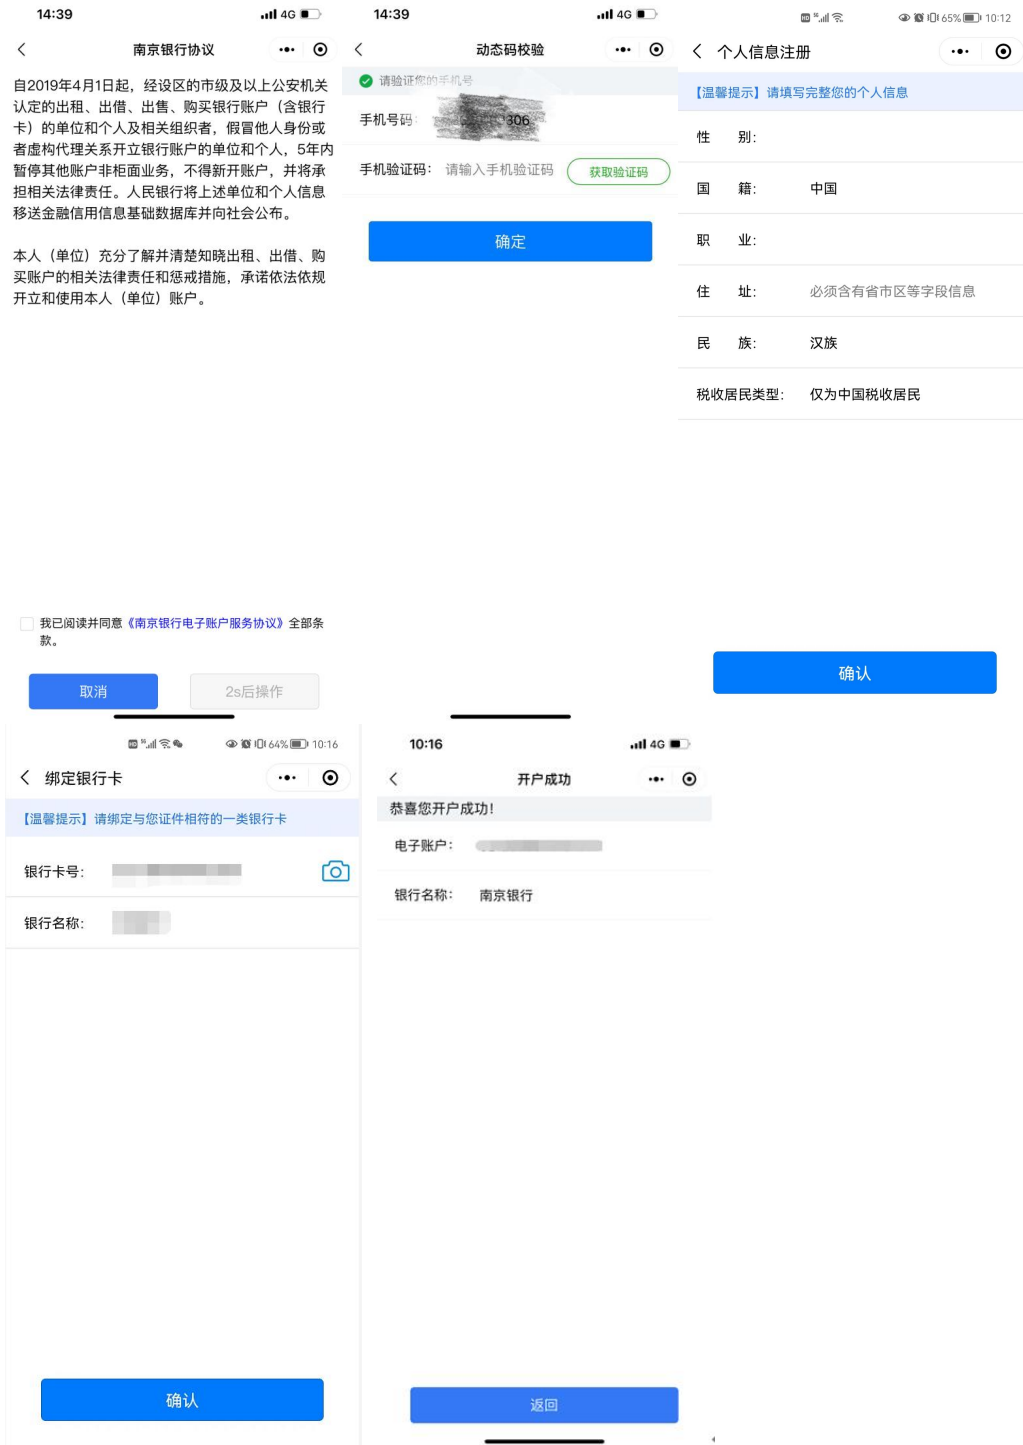 14:39
4G
南京银行协议
自2019年4月1日起，经设区的市级及以上公安机关
认定的出租、出借、出售、购买银行账户（含银行
卡）的单位和个人及相关组织者，假冒他人身份或
者虚构代理关系开立银行账户的单位和个人，5年内
暂停其他账户非柜面业务，不得新开账户，并将承
担相关法律责任。人民银行将上述单位和个人信息
移送金融信用信息基础数据库并向社会公布。
本人（单位）充分了解并清楚知晓出租、出借、购
买账户的相关法律责任和惩戒措施，承诺依法依规
开立和使用本人（单位）账户。
我已阅读并同意《南京银行电子账户服务协议》全部条
款。
取消
2s后操作
14:39
4G
动态码校验
请验证您的手机号
手机号码：
306
手机验证码：
请输入手机验证码
获取验证码
确定
65%
10:12
个人信息注册
【温馨提示】请填写完整您的个人信息
性 别：
国 籍： 中国
职 业：
住 址： 必须含有省市区等字段信息
民 族： 汉族
税收居民类型： 仅为中国税收居民
确认
64%
10:16
绑定银行卡
【温馨提示】请绑定与您证件相符的一类银行卡
银行卡号：
银行名称：
确认
10:16
4G
开户成功
恭喜您开户成功！
电子账户：
银行名称： 南京银行
返回